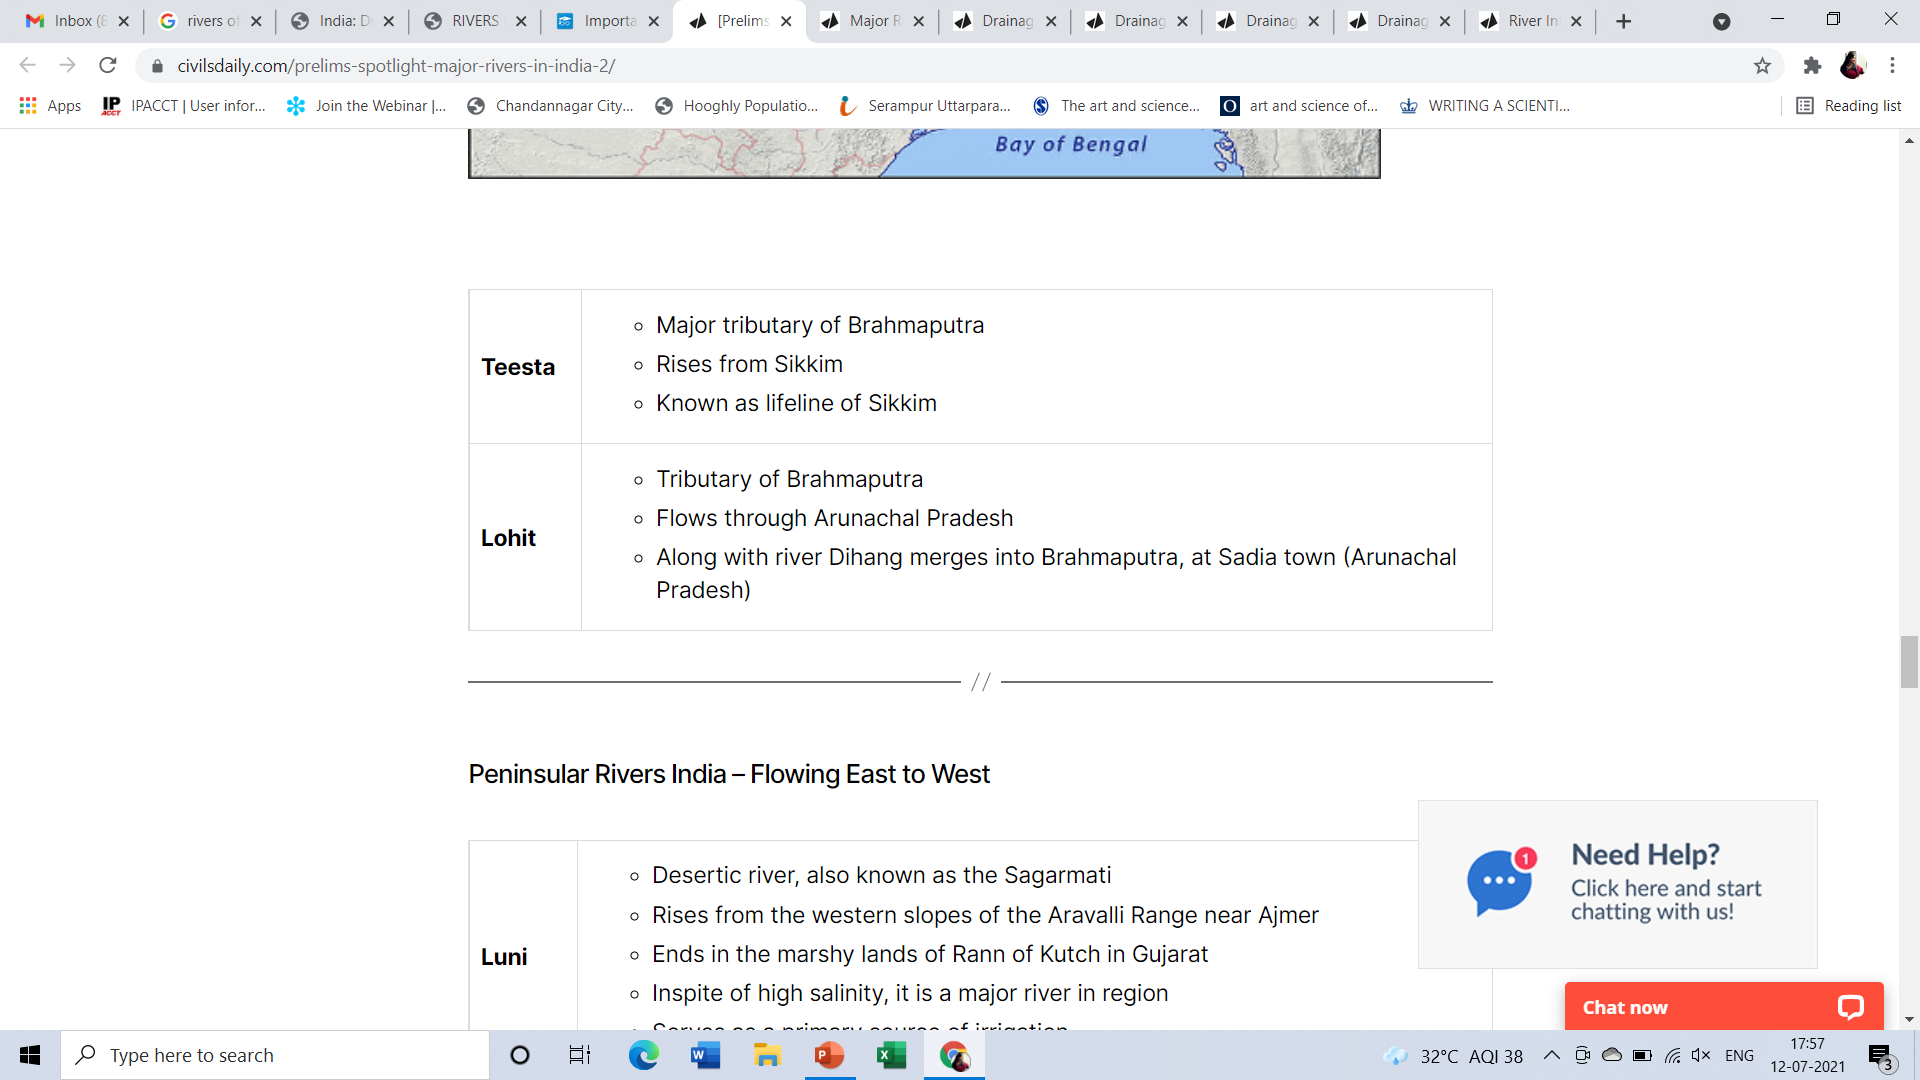 Inbox (8
rivers of
India: D
RIVERS
Importa
[Prelims
Major R
Drainag
Drainag
Drainag
Drainag
River In
civilsdaily.com/prelims-spotlight-major-rivers-in-india-2/
Apps
IPACCT | User infor...
Join the Webinar |...
Chandannagar City...
Hooghly Populatio...
Serampur Uttarpara...
The art and science...
art and science of...
WRITING A SCIENTI...
Reading list
Bay of Bengal
Teesta
Major tributary of Brahmaputra
Rises from Sikkim
Known as lifeline of Sikkim
Lohit
Tributary of Brahmaputra
Flows through Arunachal Pradesh
Along with river Dihang merges into Brahmaputra, at Sadia town (Arunachal
Pradesh)
//
Peninsular Rivers India – Flowing East to West
Luni
Desertic river, also known as the Sagarmati
Rises from the western slopes of the Aravalli Range near Ajmer
Ends in the marshy lands of Rann of Kutch in Gujarat
Inspite of high salinity, it is a major river in region
Serves as a primary source of irrigation
1
Need Help?
Click here and start
chatting with us!
Chat now
Type here to search
32°C AQI 38
ENG
17:57
12-07-2021
3